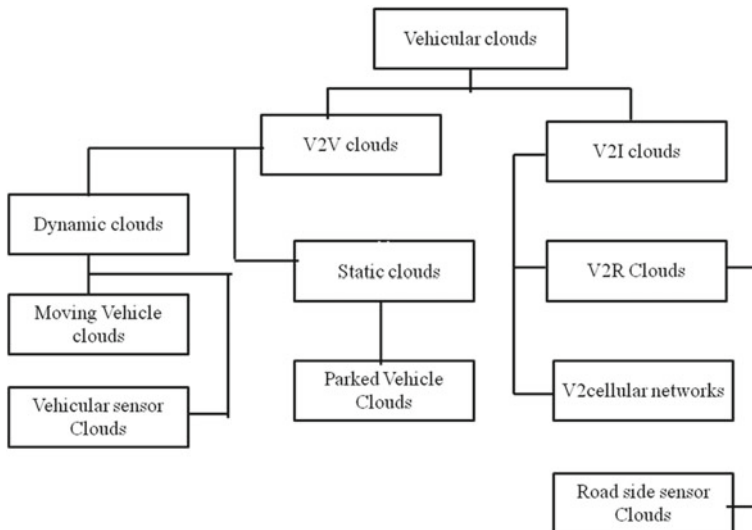 Vehicular clouds
V2V clouds
V2I clouds
Dynamic clouds
Static clouds
V2R Clouds
Moving Vehicle
clouds
Parked Vehicle
Clouds
V2cellular networks
Vehicular sensor
Clouds
Road side sensor
Clouds